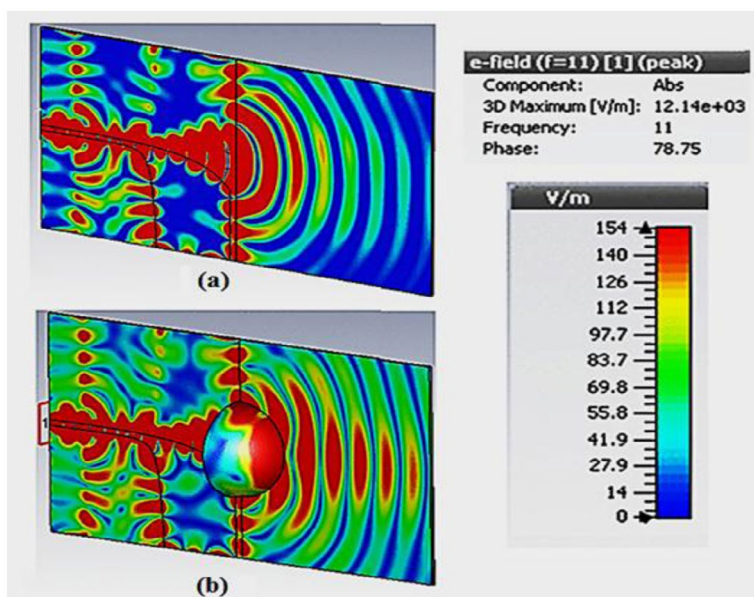 (a)
1
(b)
e-field (f=11) [1] (peak)
Component: Abs
3D Maximum [V/m]: 12.14e+03
Frequency: 11
Phase: 78.75
V/m
154
140
126
112
97.7
83.7
69.8
55.8
41.9
27.9
14
0